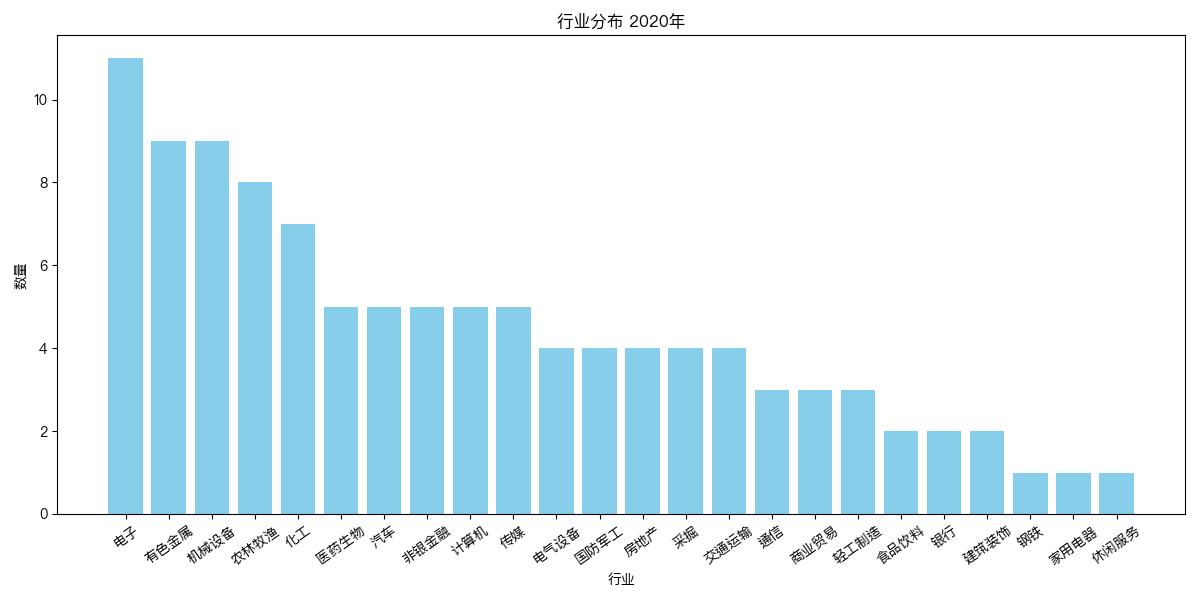 行业分布 2020年
数量
10
8
6
4
2
0
电子
有色金属
机械设备
农林牧渔
化工
医药生物
汽车
非银金融
计算机
传媒
电气设备
国防军工
房地产
采掘
交通运输
通信
商业贸易
轻工制造
食品饮料
银行
建筑装饰
钢铁
家用电器
休闲服务
行业